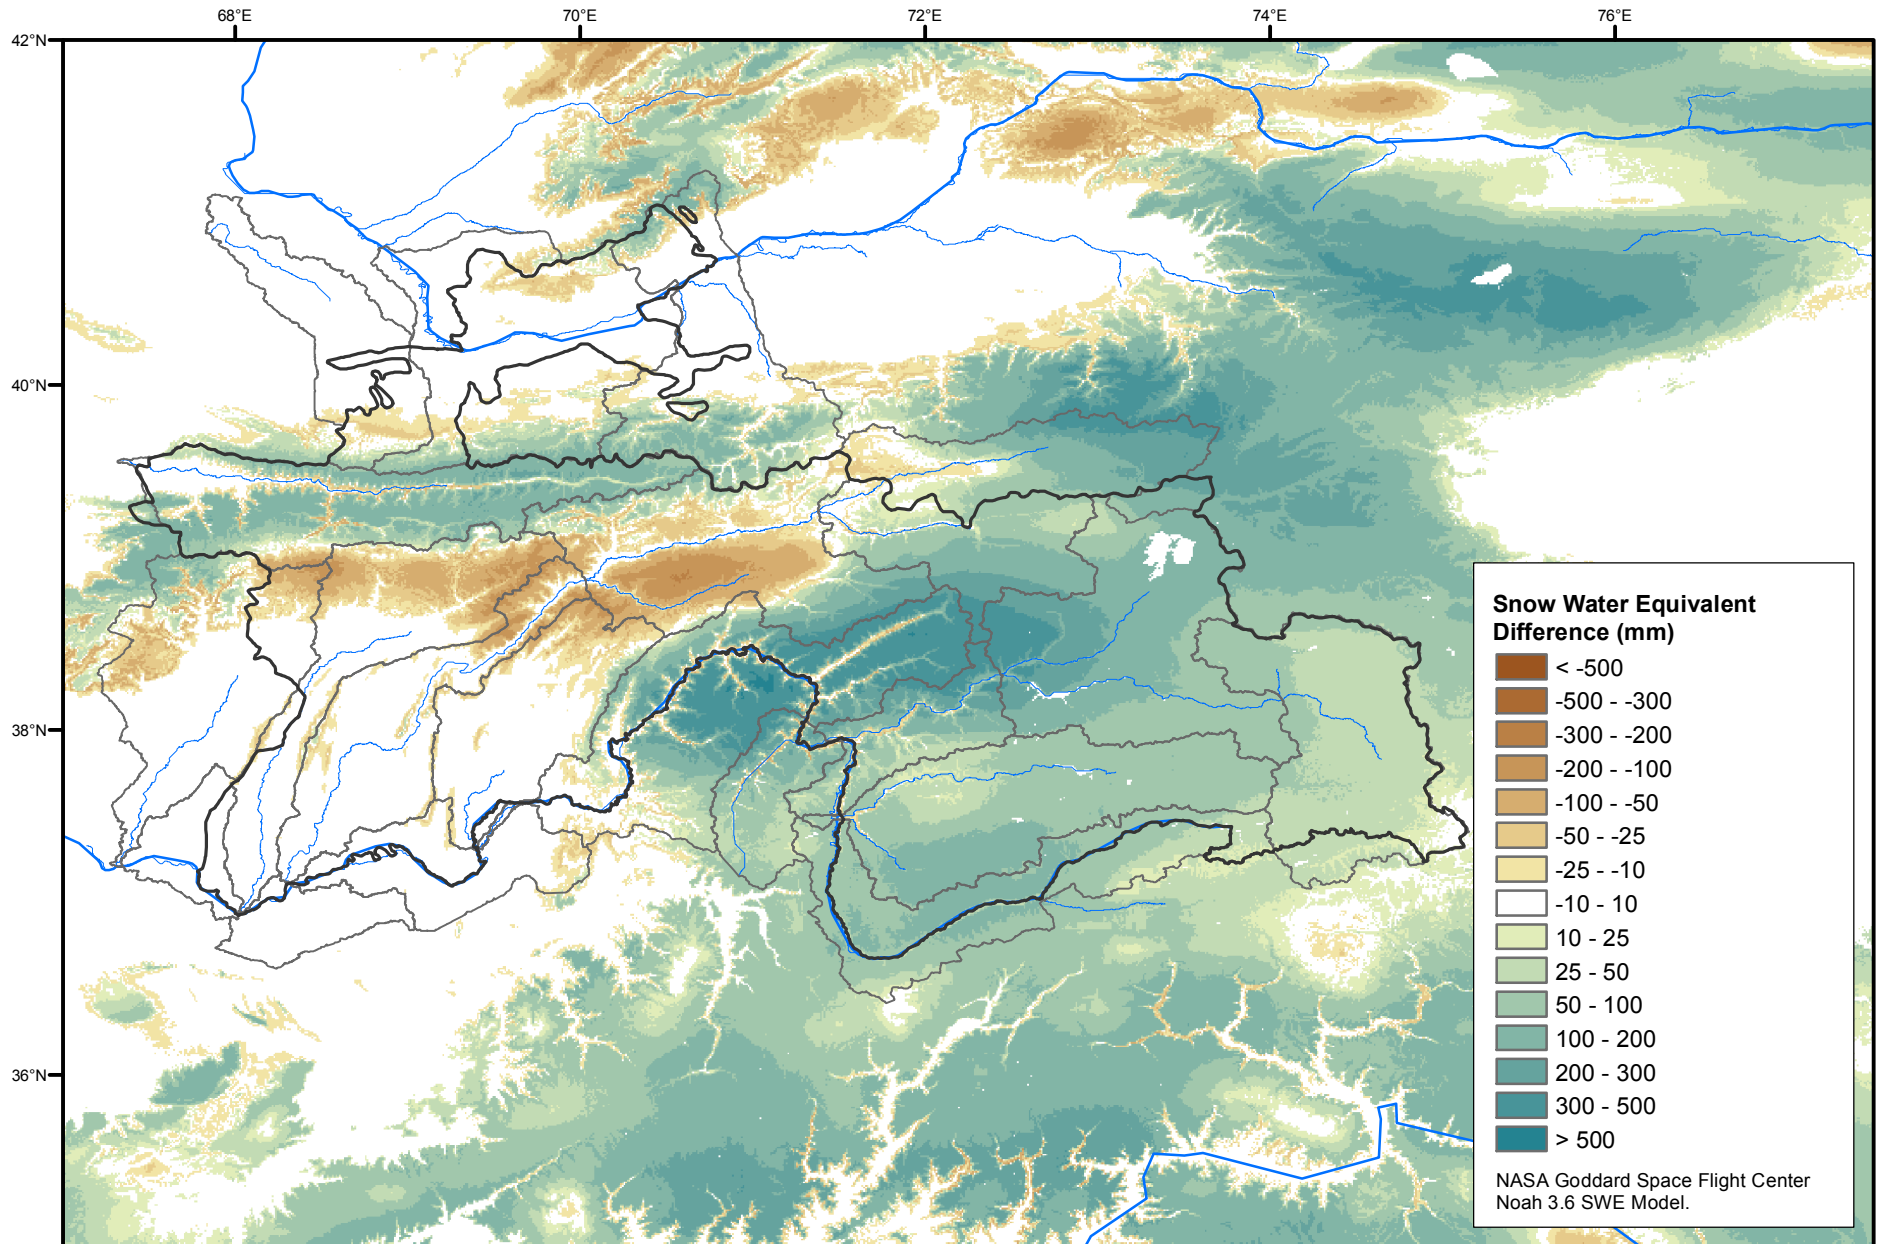 68°E 70°E 72°E 74°E 76°E
42°N
40°N
38°N
36°N
Snow Water Equivalent
Difference (mm)
< -500
-500 - -300
-300 - -200
-200 - -100
-100 - -50
-50 - -25
-25 - -10
-10 - 10
10 - 25
25 - 50
50 - 100
100 - 200
200 - 300
300 - 500
> 500
NASA Goddard Space Flight Center
Noah 3.6 SWE Model.